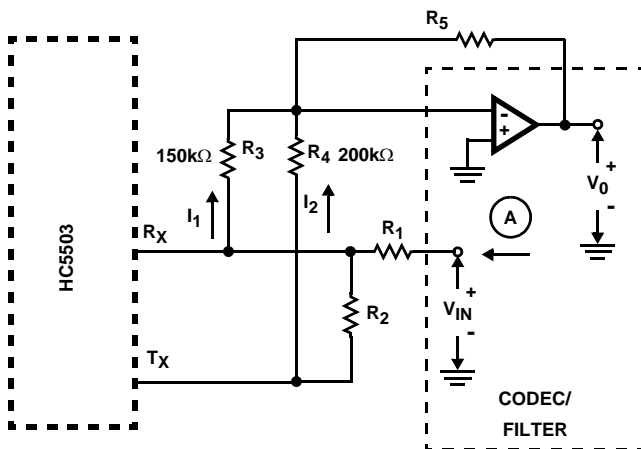 R5
150kΩ
R3
R4 200kΩ
-
+
+
V0
-
I1
I2
A
RX
R1
HC5503
+
VIN
-
R2
TX
CODEC/
FILTER